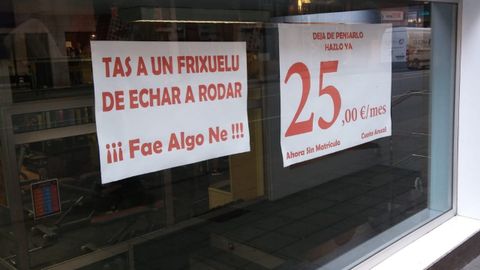 TAS A UN FRIXUELU
DE ECHAR A RODAR
¡¡¡ Fae Algo Ne !!!
DEJA DE PENSARLO
HAZLO YA
25,00 €/mes
Ahora Sin Matrícula
Cuota Anual